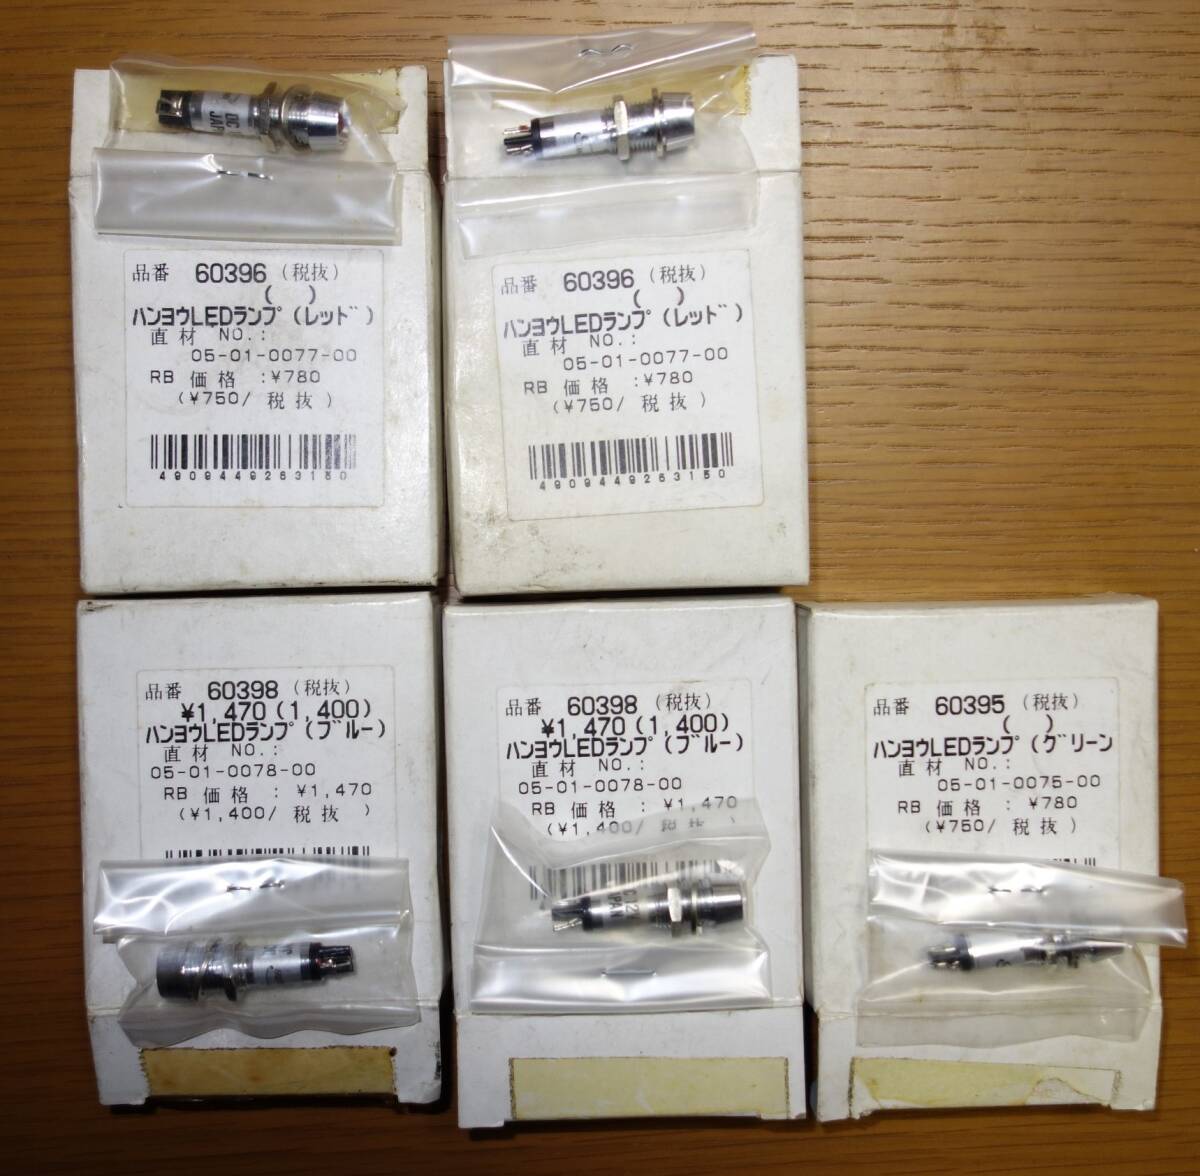 DC
JAP
品番 60396 (税抜)
( )
ハンヨウLEDランプ(レッド)
直材 NO.:
05-01-0077-00
RB 価格 :¥780
(¥750/ 税抜 )
4909449263150
品番 60396 (税抜)
( )
ハンヨウLEDランプ(レッド)
直材 NO.:
05-01-0077-00
RB 価格 :¥780
(¥750/ 税抜 )
4909449263150
品番 60398 (税抜)
¥1,470(1,400)
ハンヨウLEDランプ(ブルー)
直材 NO.:
05-01-0078-00
RB 価格 : ¥1,470
(¥1,400/ 税抜 )
品番 60398 (税抜)
¥1,470(1,400)
ハンヨウLEDランプ(ブルー)
直材 NO.:
05-01-0078-00
RB 価格 : ¥1,470
(¥1,400/ 税抜 )
PAN
品番 60395 (税抜)
( )
ハンヨウLEDランプ(グリーン
直材 NO.:
05-01-0075-00
RB 価格 : ¥780
(¥750/ 税抜 )